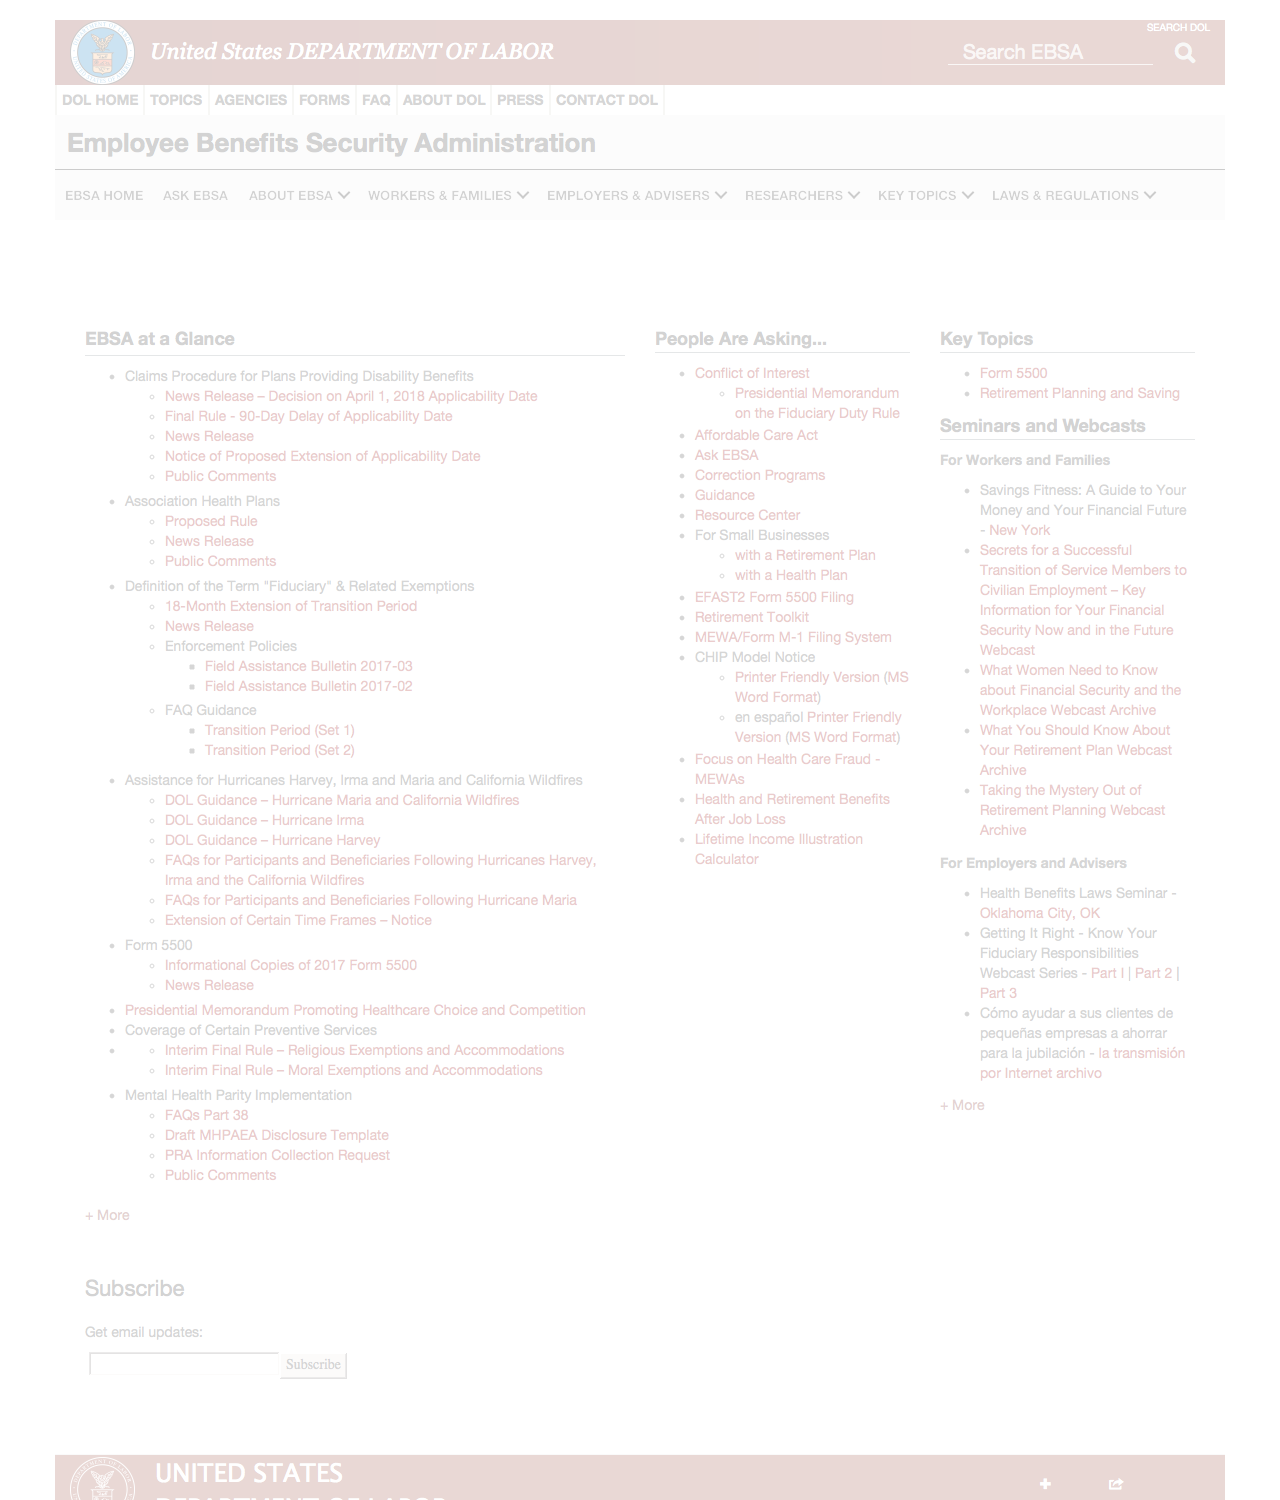 SEARCH DOL
United States DEPARTMENT OF LABOR
Search EBSA
DOL HOME TOPICS AGENCIES FORMS FAQ ABOUT DOL PRESS CONTACT DOL
Employee Benefits Security Administration
EBSA HOME ASK EBSA ABOUT EBSA WORKERS & FAMILIES EMPLOYERS & ADVISERS RESEARCHERS KEY TOPICS LAWS & REGULATIONS
EBSA at a Glance
Claims Procedure for Plans Providing Disability Benefits
News Release – Decision on April 1, 2018 Applicability Date
Final Rule - 90-Day Delay of Applicability Date
News Release
Notice of Proposed Extension of Applicability Date
Public Comments
Association Health Plans
Proposed Rule
News Release
Public Comments
Definition of the Term "Fiduciary" & Related Exemptions
18-Month Extension of Transition Period
News Release
Enforcement Policies
Field Assistance Bulletin 2017-03
Field Assistance Bulletin 2017-02
FAQ Guidance
Transition Period (Set 1)
Transition Period (Set 2)
Assistance for Hurricanes Harvey, Irma and Maria and California Wildfires
DOL Guidance – Hurricane Maria and California Wildfires
DOL Guidance – Hurricane Irma
DOL Guidance – Hurricane Harvey
FAQs for Participants and Beneficiaries Following Hurricanes Harvey,
Irma and the California Wildfires
FAQs for Participants and Beneficiaries Following Hurricane Maria
Extension of Certain Time Frames – Notice
Form 5500
Informational Copies of 2017 Form 5500
News Release
Presidential Memorandum Promoting Healthcare Choice and Competition
Coverage of Certain Preventive Services
Interim Final Rule – Religious Exemptions and Accommodations
Interim Final Rule – Moral Exemptions and Accommodations
Mental Health Parity Implementation
FAQs Part 38
Draft MHPAEA Disclosure Template
PRA Information Collection Request
Public Comments
+ More
People Are Asking...
Conflict of Interest
Presidential Memorandum
on the Fiduciary Duty Rule
Affordable Care Act
Ask EBSA
Correction Programs
Guidance
Resource Center
For Small Businesses
with a Retirement Plan
with a Health Plan
EFAST2 Form 5500 Filing
Retirement Toolkit
MEWA/Form M-1 Filing System
CHIP Model Notice
Printer Friendly Version (MS
Word Format)
en español Printer Friendly
Version (MS Word Format)
Focus on Health Care Fraud -
MEWAs
Health and Retirement Benefits
After Job Loss
Lifetime Income Illustration
Calculator
Key Topics
Form 5500
Retirement Planning and Saving
Seminars and Webcasts
For Workers and Families
Savings Fitness: A Guide to Your
Money and Your Financial Future
- New York
Secrets for a Successful
Transition of Service Members to
Civilian Employment – Key
Information for Your Financial
Security Now and in the Future
Webcast
What Women Need to Know
about Financial Security and the
Workplace Webcast Archive
What You Should Know About
Your Retirement Plan Webcast
Archive
Taking the Mystery Out of
Retirement Planning Webcast
Archive
For Employers and Advisers
Health Benefits Laws Seminar -
Oklahoma City, OK
Getting It Right - Know Your
Fiduciary Responsibilities
Webcast Series - Part I | Part 2 |
Part 3
Cómo ayudar a sus clientes de
pequeñas empresas a ahorrar
para la jubilación - la transmisión
por Internet archivo
+ More
Subscribe
Get email updates:
Subscribe
UNITED STATES
DEPARTMENT OF LABOR